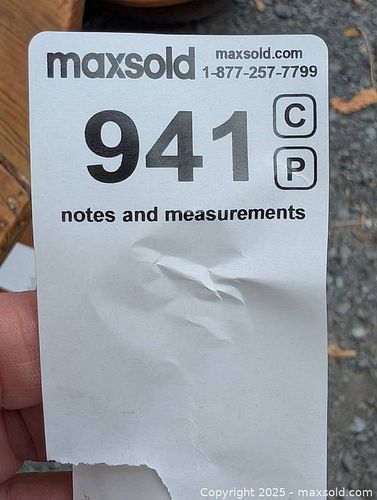 maxsold maxsold.com
1-877-257-7799
941 C
P
notes and measurements
Copyright 2025 - maxsold.com